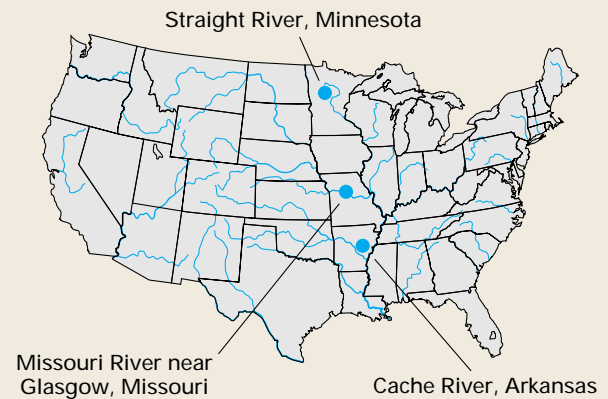 Straight River, Minnesota
Missouri River near
Glasgow, Missouri
Cache River, Arkansas